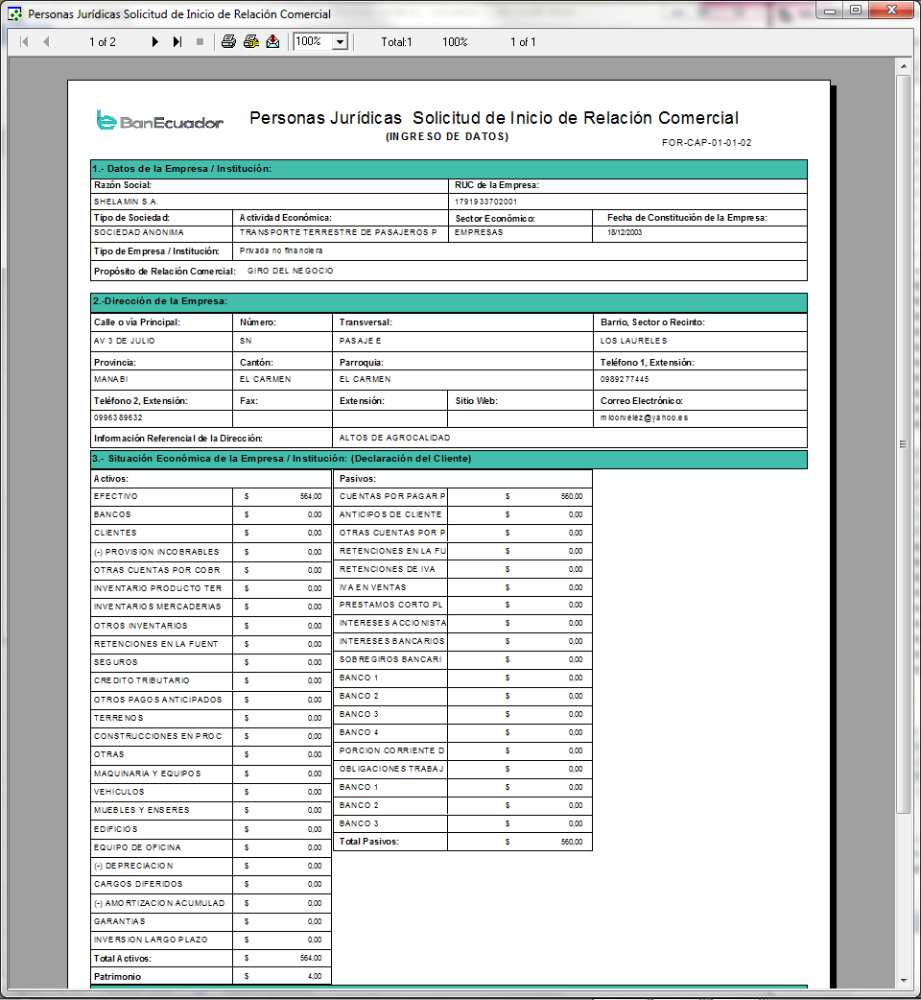 Personas Jurídicas Solicitud de Inicio de Relación Comercial
1 of 2 100% Total:1 100% 1 of 1
BanEcuador
Personas Jurídicas Solicitud de Inicio de Relación Comercial
(INGRESO DE DATOS)
FOR-CAP-01-01-02
1.- Datos de la Empresa / Institución:
Razón Social: RUC de la Empresa:
SHELAMIN S.A. 1791933702001
Tipo de Sociedad: Actividad Económica: Sector Económico: Fecha de Constitución de la Empresa:
SOCIEDAD ANONIMA TRANSPORTE TERRESTRE DE PASAJEROS P EMPRESAS 18/12/2003
Tipo de Empresa / Institución: Privada no financiera
Propósito de Relación Comercial: GIRO DEL NEGOCIO
2.-Dirección de la Empresa:
Calle o vía Principal: Número: Transversal: Barrio, Sector o Recinto:
AV 3 DE JULIO SN PASAJE E LOS LAURELES
Provincia: Cantón: Parroquia: Teléfono 1, Extensión:
MANABI EL CARMEN EL CARMEN 0989277445
Teléfono 2, Extensión: Fax: Extensión: Sitio Web: Correo Electrónico:
0996389632 mloorvelez@yahoo.es
Información Referencial de la Dirección: ALTOS DE AGROCALIDAD
3.- Situación Económica de la Empresa / Institución: (Declaración del Cliente)
Activos: Pasivos:
EFECTIVO $ 564,00 CUENTAS POR PAGAR P $ 560,00
BANCOS $ 0,00 ANTICIPOS DE CLIENTE $ 0,00
CLIENTES $ 0,00 OTRAS CUENTAS POR P $ 0,00
(-) PROVISION INCOBRABLES $ 0,00 RETENCIONES EN LA FU $ 0,00
OTRAS CUENTAS POR COBR $ 0,00 RETENCIONES DE IVA $ 0,00
INVENTARIO PRODUCTO TER $ 0,00 IVA EN VENTAS $ 0,00
INVENTARIOS MERCADERIAS $ 0,00 PRESTAMOS CORTO PL $ 0,00
OTROS INVENTARIOS $ 0,00 INTERESES ACCIONISTA $ 0,00
RETENCIONES EN LA FUENT $ 0,00 INTERESES BANCARIOS $ 0,00
SEGUROS $ 0,00 SOBREGIROS BANCARI $ 0,00
CREDITO TRIBUTARIO $ 0,00 BANCO 1 $ 0,00
OTROS PAGOS ANTICIPADOS $ 0,00 BANCO 2 $ 0,00
TERRENOS $ 0,00 BANCO 3 $ 0,00
CONSTRUCCIONES EN PROC $ 0,00 BANCO 4 $ 0,00
OTRAS $ 0,00 PORCION CORRIENTE D $ 0,00
MAQUINARIA Y EQUIPOS $ 0,00 OBLIGACIONES TRABAJ $ 0,00
VEHICULOS $ 0,00 BANCO 1 $ 0,00
MUEBLES Y ENSERES $ 0,00 BANCO 2 $ 0,00
EDIFICIOS $ 0,00 BANCO 3 $ 0,00
EQUIPO DE OFICINA $ 0,00 Total Pasivos: $ 560,00
(-) DEPRECIACION $ 0,00
CARGOS DIFERIDOS $ 0,00
(-) AMORTIZACION ACUMULAD $ 0,00
GARANTIAS $ 0,00
INVERSION LARGO PLAZO $ 0,00
Total Activos: $ 564,00
Patrimonio $ 4,00